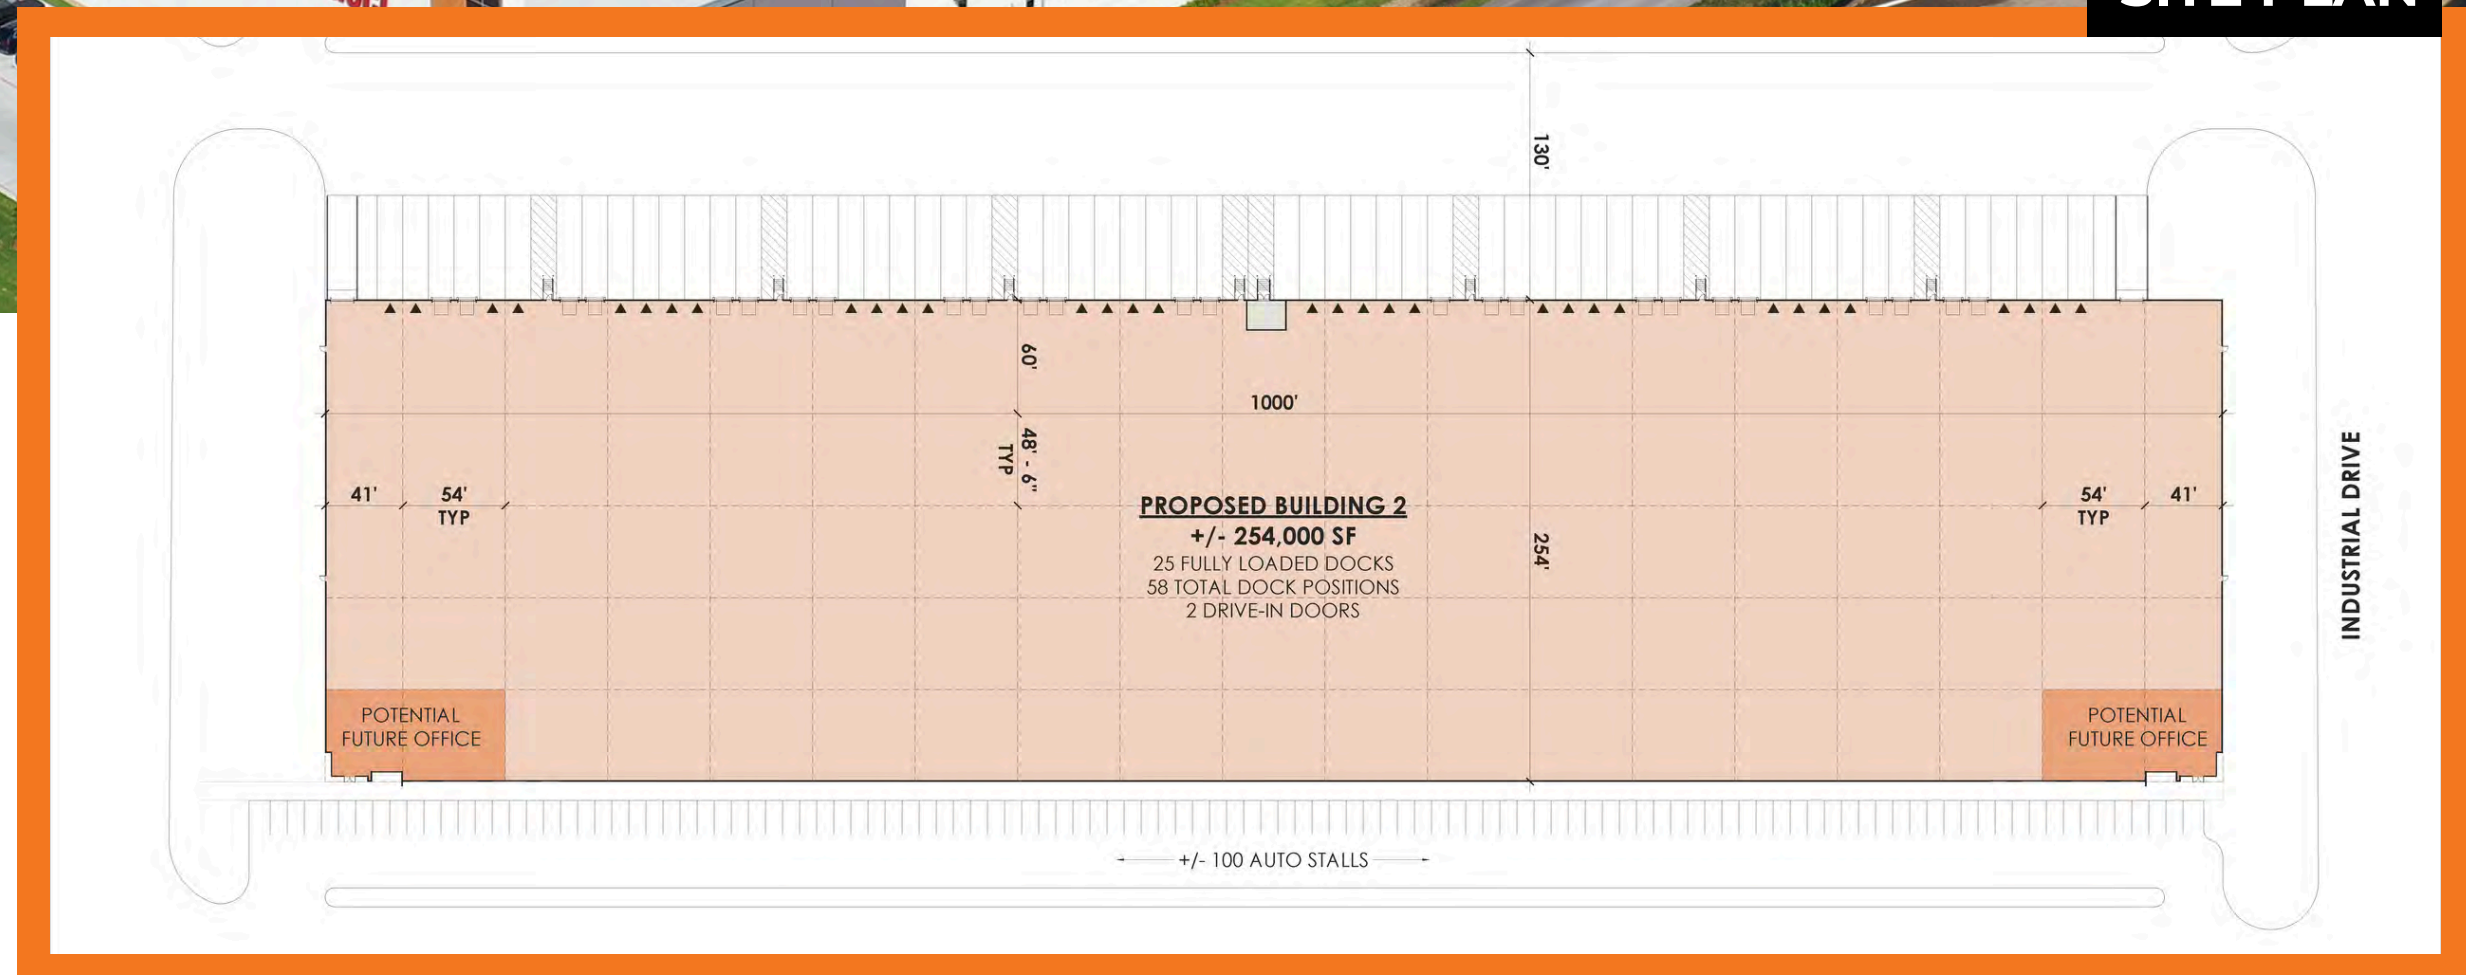 SITE PLAN
130'
60'
1000'
48' - 6"
TYP
41'
54'
TYP
54'
TYP
41'
PROPOSED BUILDING 2
+/- 254,000 SF
25 FULLY LOADED DOCKS
58 TOTAL DOCK POSITIONS
2 DRIVE-IN DOORS
254'
INDUSTRIAL DRIVE
POTENTIAL
FUTURE OFFICE
POTENTIAL
FUTURE OFFICE
+/- 100 AUTO STALLS